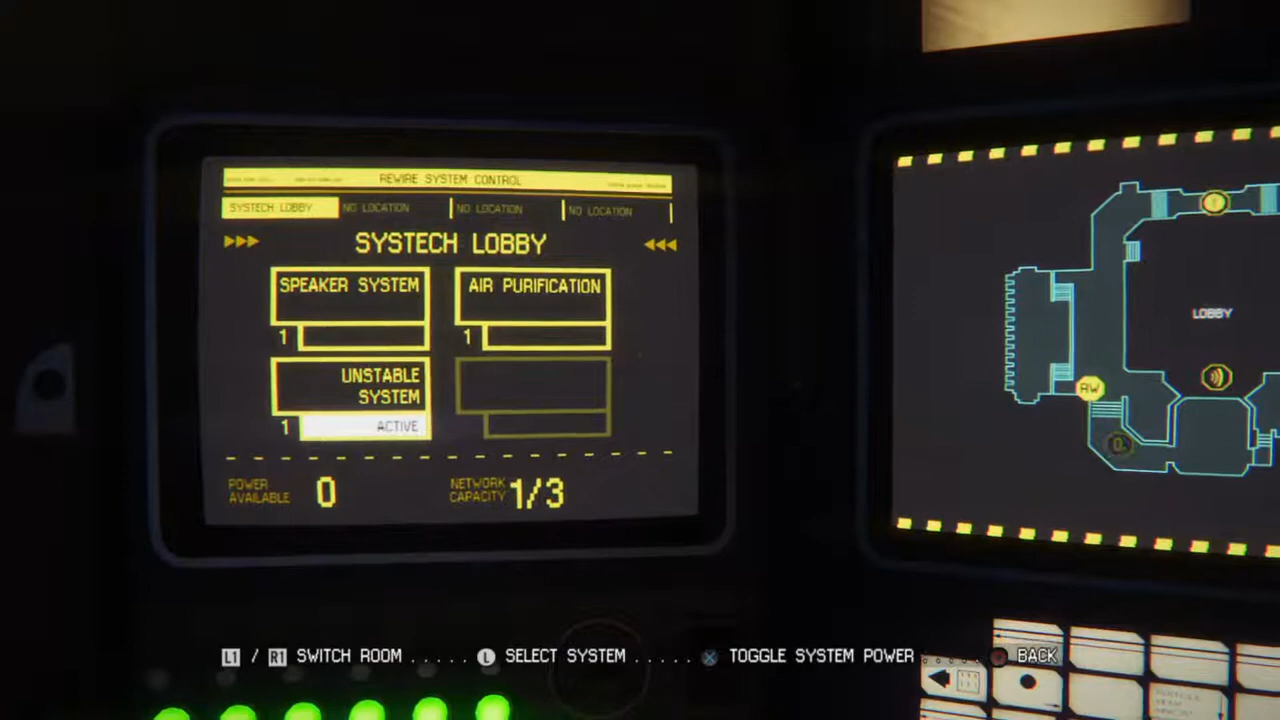 REWIRE SYSTEM CONTROL
SYSTECH LOBBY NO LOCATION NO LOCATION NO LOCATION
SYSTECH LOBBY
SPEAKER SYSTEM AIR PURIFICATION
1 1
UNSTABLE
SYSTEM
1 ACTIVE
POWER
AVAILABLE 0
NETWORK
CAPACITY 1/3
LOBBY
RW
L1 / R1 SWITCH ROOM ..... L SELECT SYSTEM ..... TOGGLE SYSTEM POWER ..... BACK